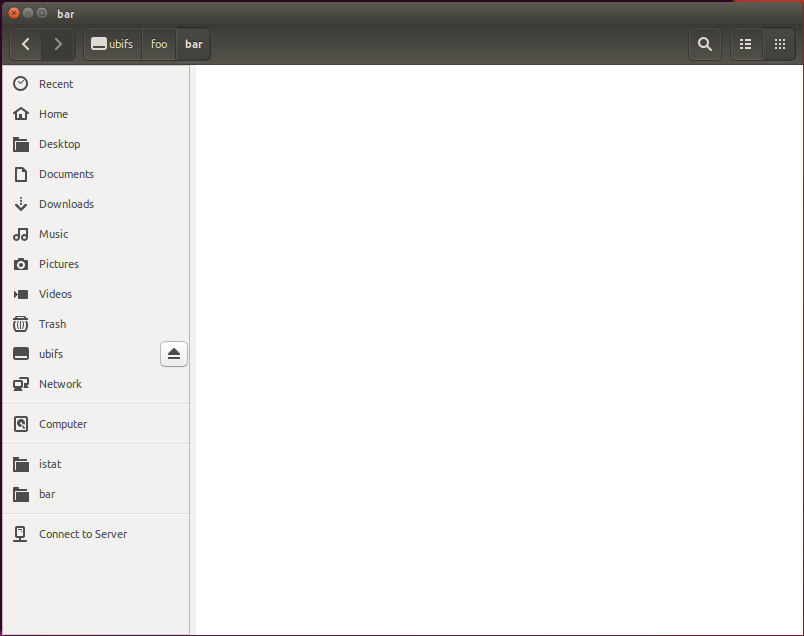 bar
ubifs foo bar
Recent
Home
Desktop
Documents
Downloads
Music
Pictures
Videos
Trash
ubifs
Network
Computer
istat
bar
Connect to Server